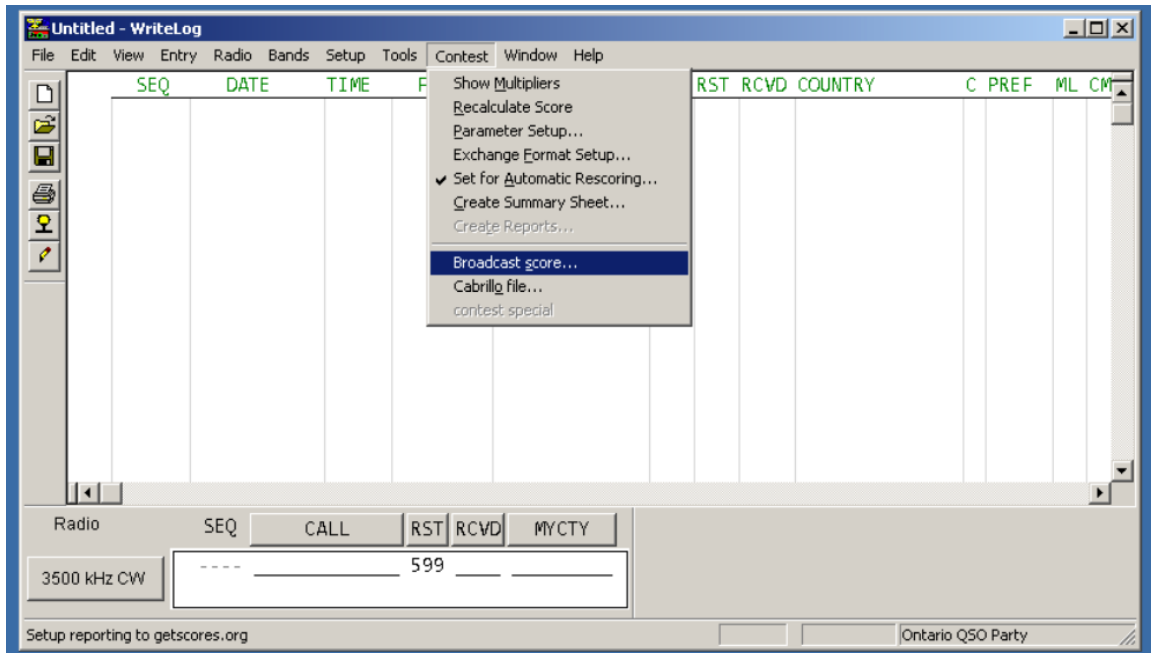 Untitled - WriteLog
File Edit View Entry Radio Bands Setup Tools Contest Window Help
SEQ DATE TIME F RST RCVD COUNTRY C PREF ML CM
Show Multipliers
Recalculate Score
Parameter Setup...
Exchange Format Setup...
✓ Set for Automatic Rescoring...
Create Summary Sheet...
Create Reports...
Broadcast score...
Cabrillo file...
contest special
Radio SEQ CALL RST RCVD MYCTY
3500 kHz CW ---- 599
Setup reporting to getscores.org Ontario QSO Party